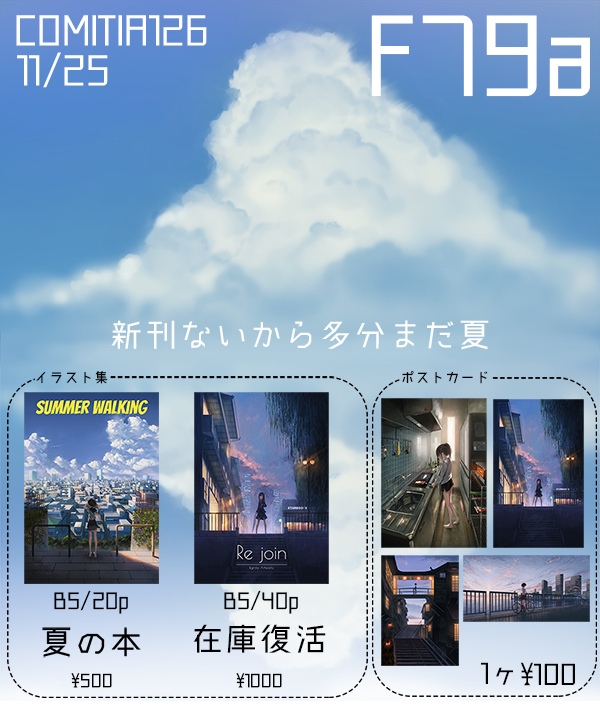 COMITIA126
11/25
F79a
新刊ないから多分まだ夏
イラスト集
ポストカード
SUMMER WALKING
Re join
B5/20p
B5/40p
夏の本
在庫復活
¥500
¥1000
1ヶ¥100